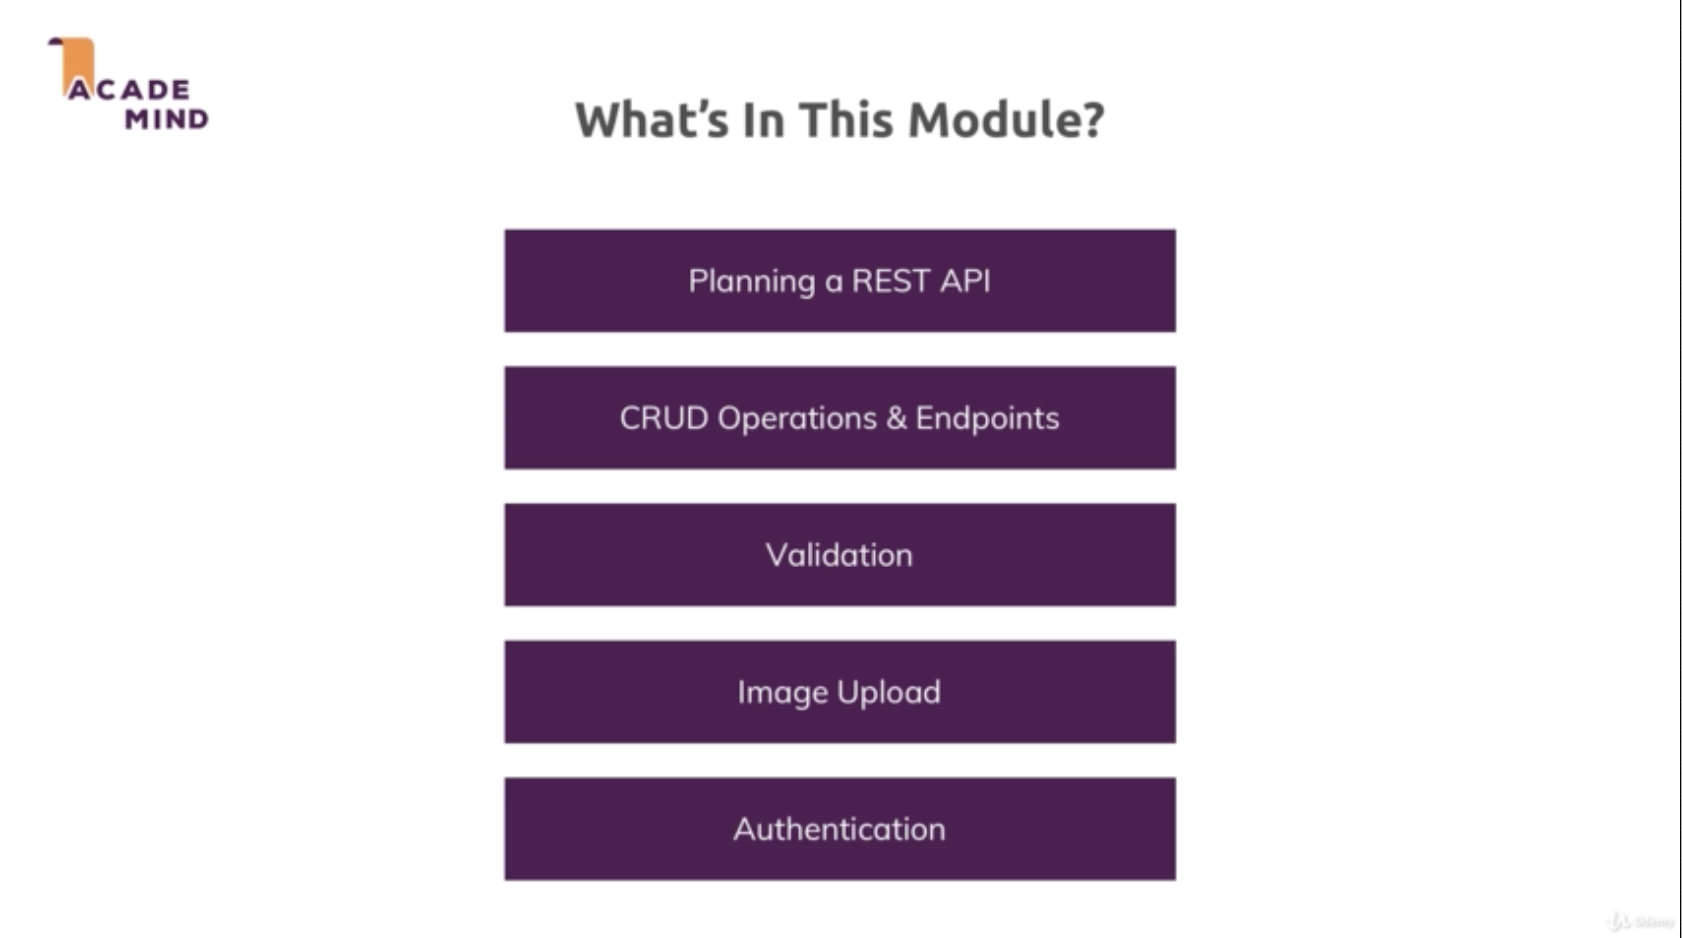 ACADE
MIND
What's In This Module?
Planning a REST API
CRUD Operations & Endpoints
Validation
Image Upload
Authentication
Udemy